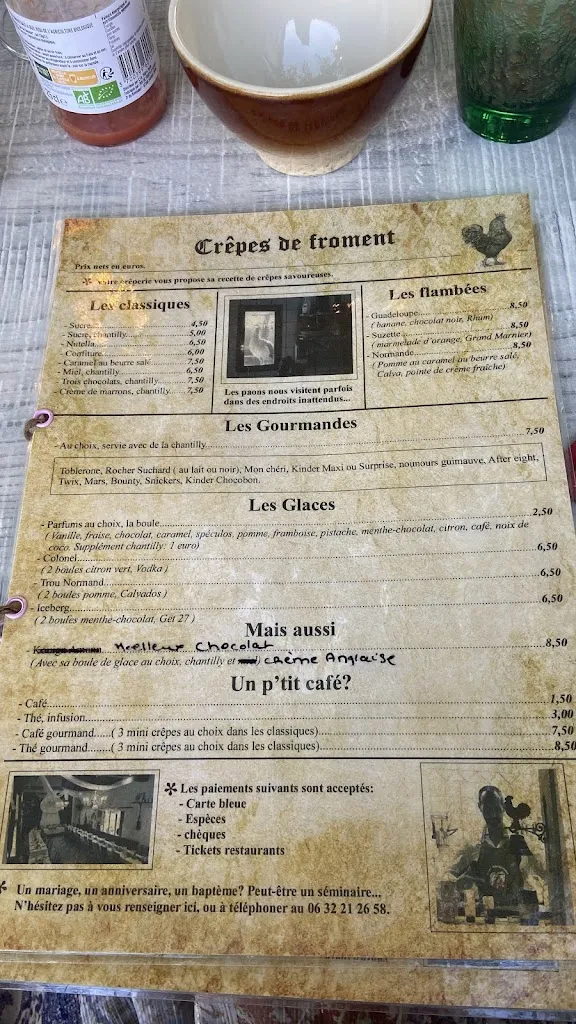 DE L'AGRICULTURE BIOLOGIQUE
AB
Crêpes de froment
Prix nets en euros.
Votre crêperie vous propose sa recette de crêpes savoureuses.
Les classiques
- Sucre 4,50
- Sucre, chantilly 5,00
- Nutella 6,50
- Confiture 6,00
- Caramel au beurre salé 7,50
- Miel, chantilly 6,50
- Trois chocolats, chantilly 7,50
- Crème de marrons, chantilly 7,50
Les paons nous visitent parfois
dans des endroits inattendus...
Les flambées
- Guadeloupe 8,50
( banane, chocolat noir, Rhum)
- Suzette 8,50
( marmelade d'orange, Grand Marnier)
- Normande 8,50
( Pomme au caramel au beurre salé,
Calva, pointe de crème fraîche)
Les Gourmandes
- Au choix, servie avec de la chantilly 7,50
Toblerone, Rocher Suchard ( au lait ou noir), Mon chéri, Kinder Maxi ou Surprise, nounours guimauve, After eight,
Twix, Mars, Bounty, Snickers, Kinder Chocobon.
Les Glaces
- Parfums au choix, la boule 2,50
( Vanille, fraise, chocolat, caramel, spéculos, pomme, framboise, pistache, menthe-chocolat, citron, café, noix de
coco. Supplément chantilly: 1 euro)
- Colonel 6,50
( 2 boules citron vert, Vodka )
- Trou Normand 6,50
( 2 boules pomme, Calvados )
- Iceberg 6,50
( 2 boules menthe-chocolat, Get 27 )
Mais aussi
- Moelleux Chocolat 8,50
(Avec sa boule de glace au choix, chantilly et crème Anglaise
Un p'tit café?
- Café 1,50
- Thé, infusion 3,00
- Café gourmand......( 3 mini crêpes au choix dans les classiques) 7,50
- Thé gourmand........( 3 mini crêpes au choix dans les classiques) 8,50
Les paiements suivants sont acceptés:
- Carte bleue
- Espèces
- chèques
- Tickets restaurants
Un mariage, un anniversaire, un baptème? Peut-être un séminaire...
N'hésitez pas à vous renseigner ici, ou à téléphoner au 06 32 21 26 58.